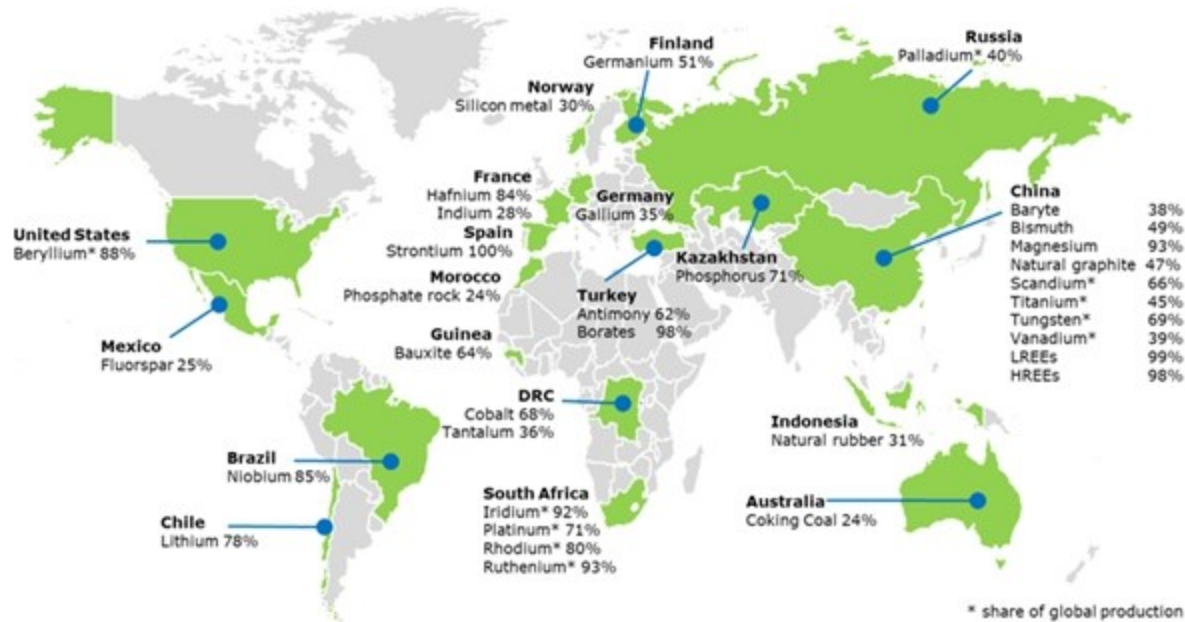 Finland
Germanium 51%
Russia
Palladium* 40%
Norway
Silicon metal 30%
France
Hafnium 84%
Indium 28%
Germany
Gallium 35%
Spain
Strontium 100%
United States
Beryllium* 88%
Kazakhstan
Phosphorus 71%
China
Baryte 38%
Bismuth 49%
Magnesium 93%
Natural graphite 47%
Scandium* 66%
Titanium* 45%
Tungsten* 69%
Vanadium* 39%
LREEs 99%
HREEs 98%
Morocco
Phosphate rock 24%
Turkey
Antimony 62%
Borates 98%
Mexico
Fluorspar 25%
Guinea
Bauxite 64%
DRC
Cobalt 68%
Tantalum 36%
Indonesia
Natural rubber 31%
Brazil
Niobium 85%
South Africa
Iridium* 92%
Platinum* 71%
Rhodium* 80%
Ruthenium* 93%
Australia
Coking Coal 24%
Chile
Lithium 78%
* share of global production